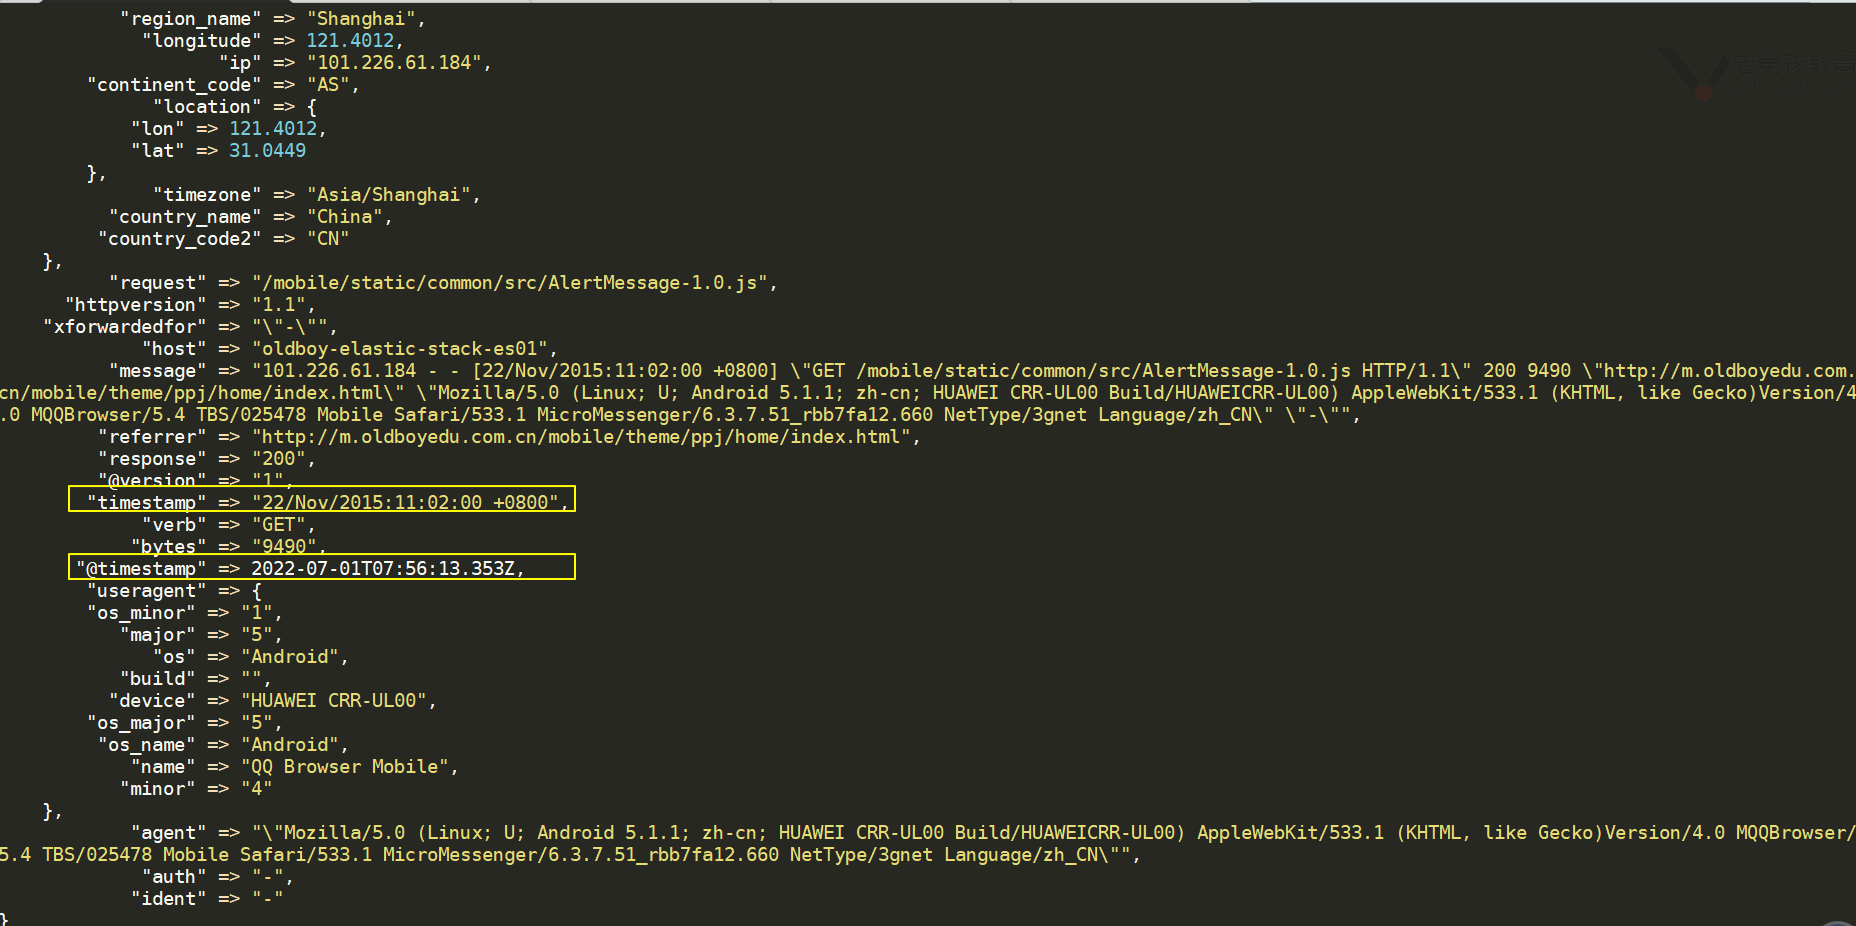 "region_name" => "Shanghai",
"longitude" => 121.4012,
"ip" => "101.226.61.184",
"continent_code" => "AS",
"location" => {
"lon" => 121.4012,
"lat" => 31.0449
},
"timezone" => "Asia/Shanghai",
"country_name" => "China",
"country_code2" => "CN"
},
"request" => "/mobile/static/common/src/AlertMessage-1.0.js",
"httpversion" => "1.1",
"xforwardedfor" => "\"-\"",
"host" => "oldboy-elastic-stack-es01",
"message" => "101.226.61.184 - - [22/Nov/2015:11:02:00 +0800] \"GET /mobile/static/common/src/AlertMessage-1.0.js HTTP/1.1\" 200 9490 \"http://m.oldboyedu.com.
cn/mobile/theme/ppj/home/index.html\" \"Mozilla/5.0 (Linux; U; Android 5.1.1; zh-cn; HUAWEI CRR-UL00 Build/HUAWEICRR-UL00) AppleWebKit/533.1 (KHTML, like Gecko)Version/4
.0 MQQBrowser/5.4 TBS/025478 Mobile Safari/533.1 MicroMessenger/6.3.7.51_rbb7fa12.660 NetType/3gnet Language/zh_CN\" \"-\"",
"referrer" => "http://m.oldboyedu.com.cn/mobile/theme/ppj/home/index.html",
"response" => "200",
"@version" => "1",
"timestamp" => "22/Nov/2015:11:02:00 +0800",
"verb" => "GET",
"bytes" => "9490",
"@timestamp" => 2022-07-01T07:56:13.353Z,
"useragent" => {
"os_minor" => "1",
"major" => "5",
"os" => "Android",
"build" => "",
"device" => "HUAWEI CRR-UL00",
"os_major" => "5",
"os_name" => "Android",
"name" => "QQ Browser Mobile",
"minor" => "4"
},
"agent" => "\"Mozilla/5.0 (Linux; U; Android 5.1.1; zh-cn; HUAWEI CRR-UL00 Build/HUAWEICRR-UL00) AppleWebKit/533.1 (KHTML, like Gecko)Version/4.0 MQQBrowser/
5.4 TBS/025478 Mobile Safari/533.1 MicroMessenger/6.3.7.51_rbb7fa12.660 NetType/3gnet Language/zh_CN\"",
"auth" => "-",
"ident" => "-"
}